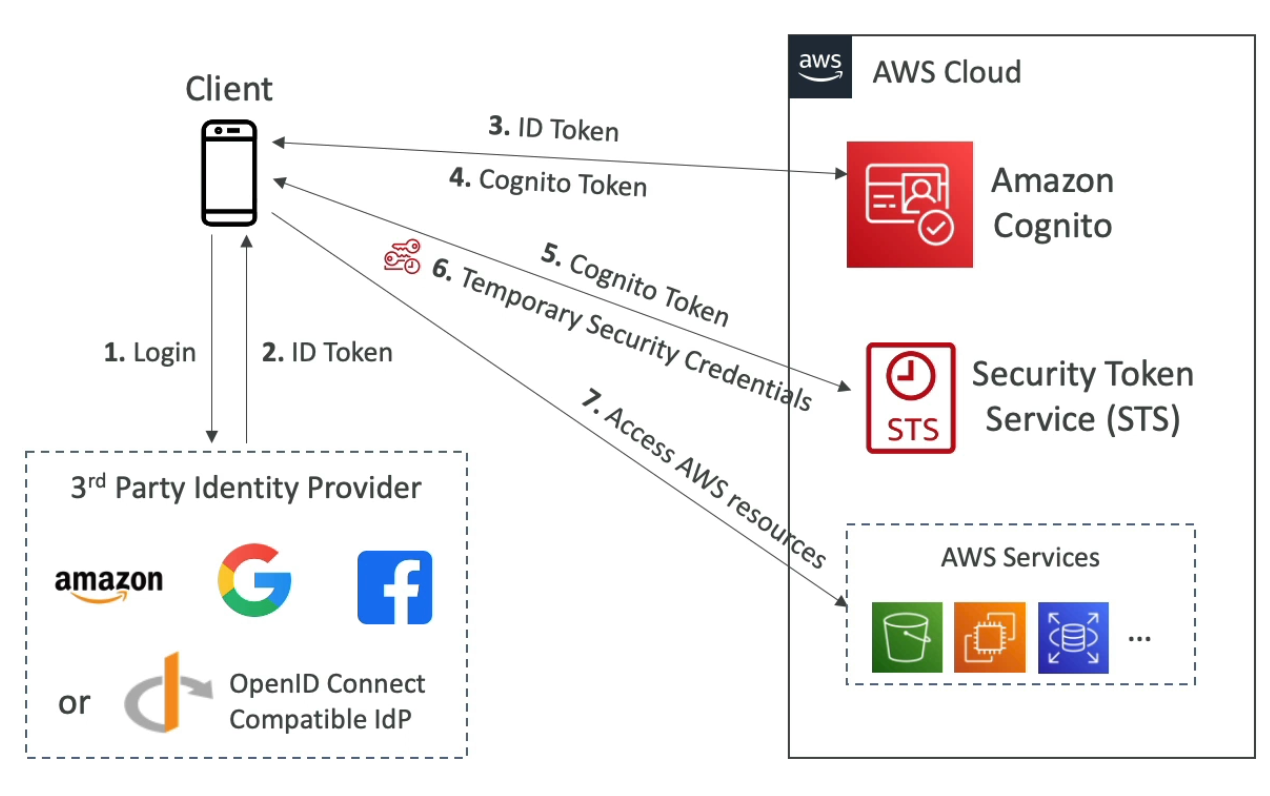 Client
aws
AWS Cloud
3. ID Token
4. Cognito Token
Amazon
Cognito
5. Cognito Token
6. Temporary Security Credentials
1. Login
2. ID Token
STS
Security Token
Service (STS)
7. Access AWS resources
3rd Party Identity Provider
amazon
G
f
or
OpenID Connect
Compatible IdP
AWS Services
...